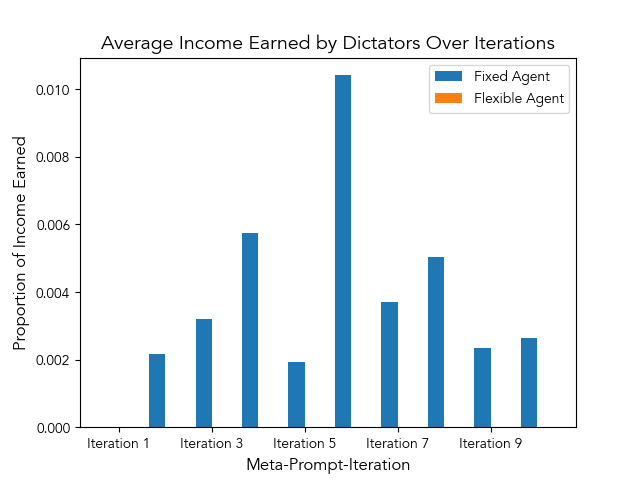 Average Income Earned by Dictators Over Iterations
Fixed Agent
Flexible Agent
Proportion of Income Earned
0.010
0.008
0.006
0.004
0.002
0.000
Iteration 1 Iteration 3 Iteration 5 Iteration 7 Iteration 9
Meta-Prompt-Iteration